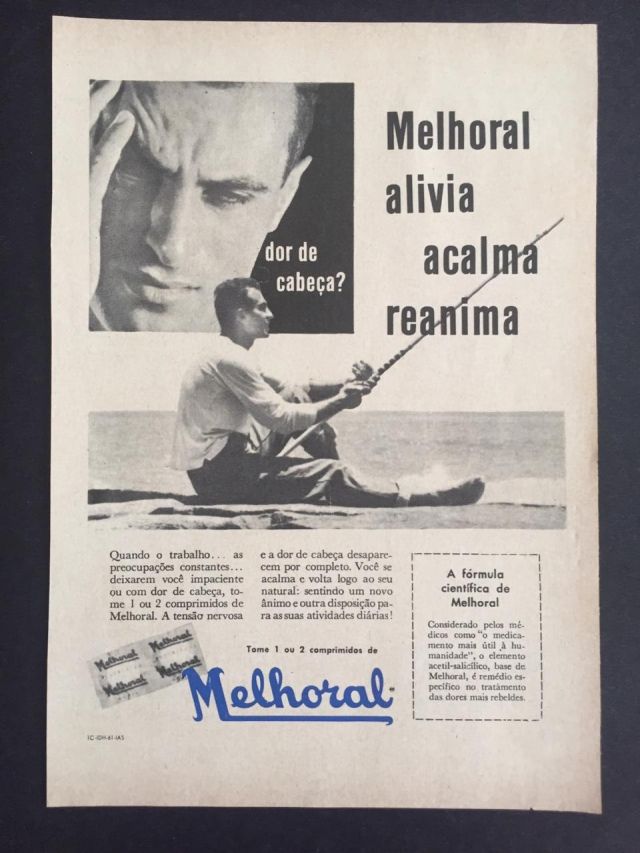 Melhoral
alivia
acalma
reanima
dor de
cabeça?
Quando o trabalho... as
preocupações constantes...
deixarem você impaciente
ou com dor de cabeça, to-
me 1 ou 2 comprimidos de
Melhoral. A tensão nervosa
e a dor de cabeça desapare-
cem por completo. Você se
acalma e volta logo ao seu
natural: sentindo um novo
ânimo e outra disposição pa-
ra as suas atividades diárias!
A fórmula
científica de
Melhoral
Considerado pelos mé-
dicos como "o medica-
mento mais útil à hu-
manidade", o elemento
acetil-salicílico, base de
Melhoral, é remédio es-
pecífico no tratamento
das dores mais rebeldes.
Melhoral Melhoral
Melhoral Melhoral
Tome 1 ou 2 comprimidos de
Melhoral
1C-IDH-61-IAS